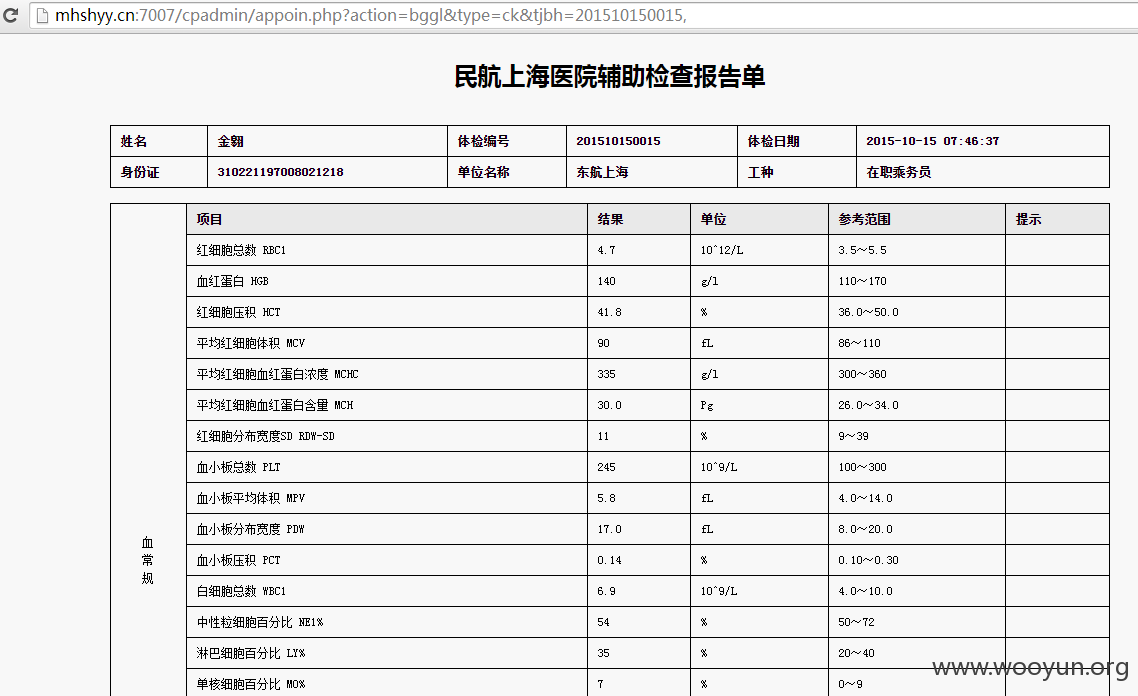 mhshyy.cn:7007/cpadmin/appoin.php?action=bggl&type=ck&tjbh=201510150015,
民航上海医院辅助检查报告单
姓名 金翱 体检编号 201510150015 体检日期 2015-10-15 07:46:37
身份证 310221197008021218 单位名称 东航上海 工种 在职乘务员
项目 结果 单位 参考范围 提示
红细胞总数 RBC1 4.7 10^12/L 3.5～5.5
血红蛋白 HGB 140 g/l 110～170
红细胞压积 HCT 41.8 % 36.0～50.0
平均红细胞体积 MCV 90 fL 86～110
平均红细胞血红蛋白浓度 MCHC 335 g/l 300～360
平均红细胞血红蛋白含量 MCH 30.0 Pg 26.0～34.0
红细胞分布宽度SD RDW-SD 11 % 9～39
血小板总数 PLT 245 10^9/L 100～300
血小板平均体积 MPV 5.8 fL 4.0～14.0
血小板分布宽度 PDW 17.0 fL 8.0～20.0
血小板压积 PCT 0.14 % 0.10～0.30
白细胞总数 WBC1 6.9 10^9/L 4.0～10.0
中性粒细胞百分比 NE1% 54 % 50～72
淋巴细胞百分比 LY% 35 % 20～40
单核细胞百分比 MO% 7 % 0～9
血
常
规
www.wooyun.org